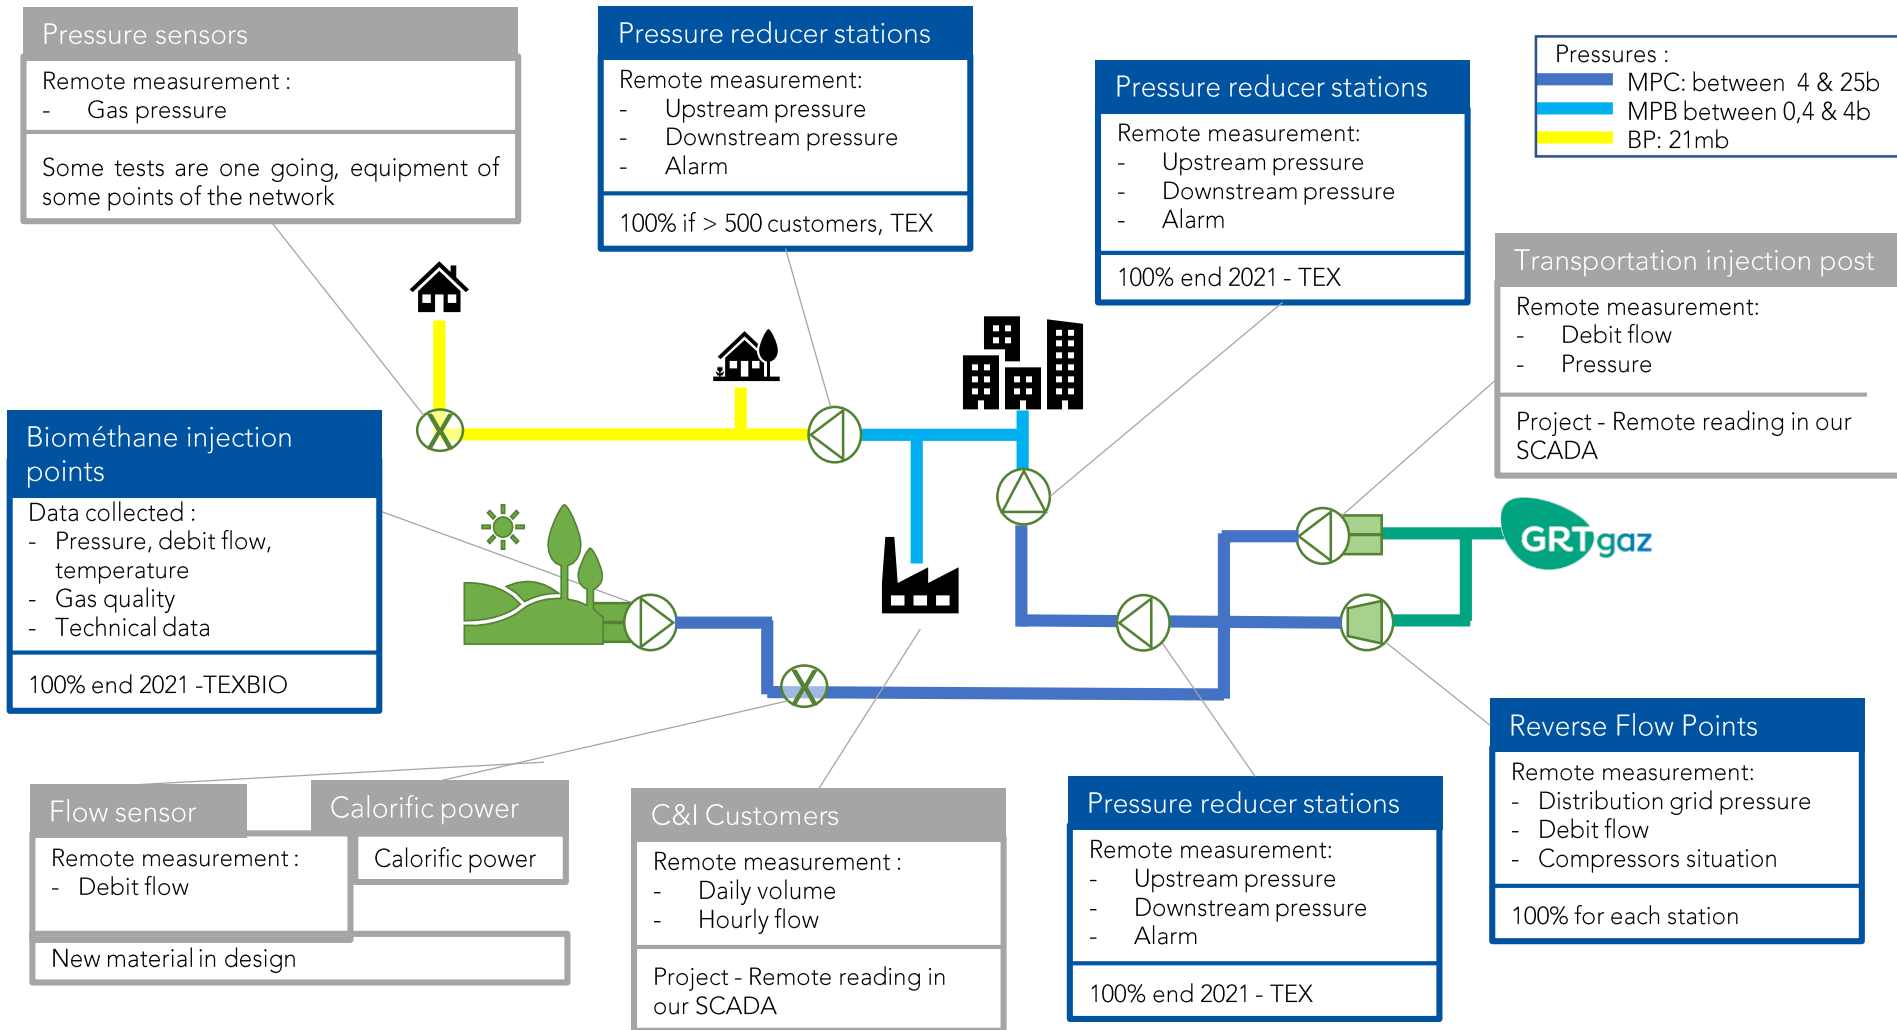 Pressure sensors
Remote measurement :
- Gas pressure
Some tests are one going, equipment of
some points of the network
Pressure reducer stations
Remote measurement:
- Upstream pressure
- Downstream pressure
- Alarm
100% if > 500 customers, TEX
Pressure reducer stations
Remote measurement:
- Upstream pressure
- Downstream pressure
- Alarm
100% end 2021 - TEX
Pressures :
MPC: between 4 & 25b
MPB between 0,4 & 4b
BP: 21mb
Transportation injection post
Remote measurement:
- Debit flow
- Pressure
Project - Remote reading in our
SCADA
Biométhane injection
points
Data collected :
- Pressure, debit flow,
temperature
- Gas quality
- Technical data
100% end 2021 -TEXBIO
GRTgaz
Flow sensor
Remote measurement :
- Debit flow
Calorific power
Calorific power
New material in design
C&I Customers
Remote measurement :
- Daily volume
- Hourly flow
Project - Remote reading in
our SCADA
Pressure reducer stations
Remote measurement:
- Upstream pressure
- Downstream pressure
- Alarm
100% end 2021 - TEX
Reverse Flow Points
Remote measurement:
- Distribution grid pressure
- Debit flow
- Compressors situation
100% for each station